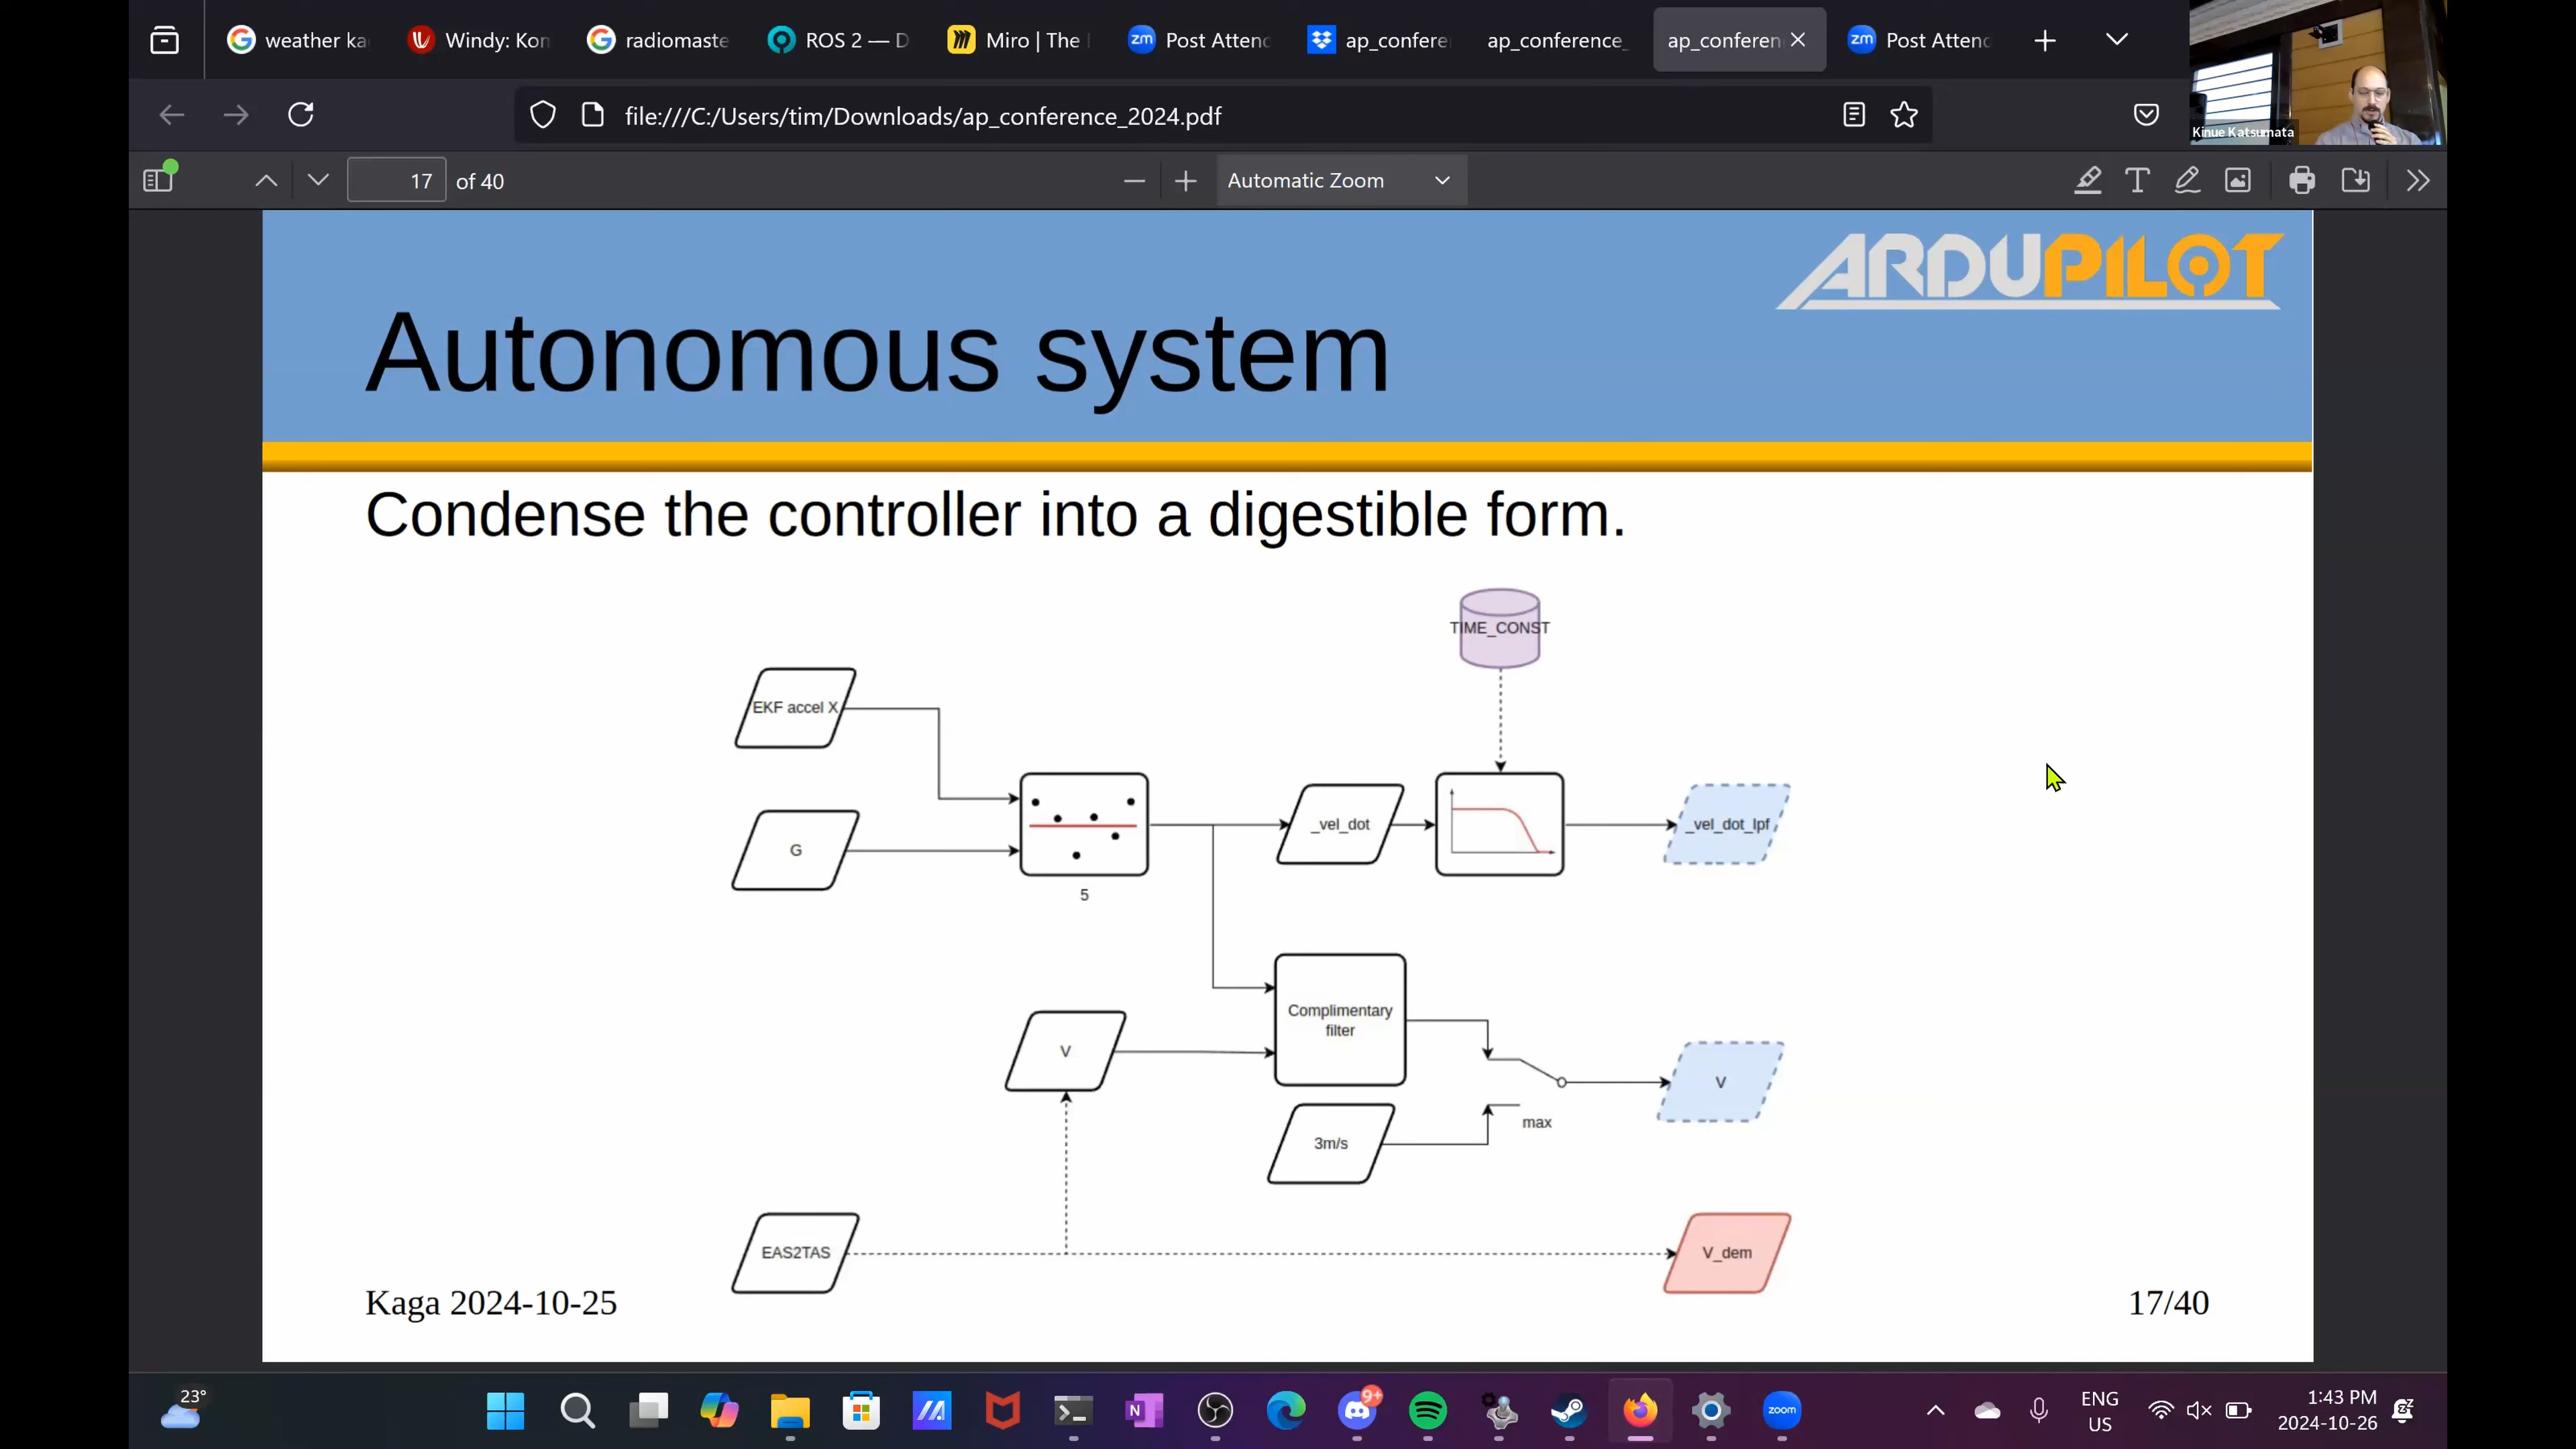 weather ka
Windy: Kon
radiomaste
ROS 2 — D
Miro | The
Post Attenc
ap_confere
ap_conference_
ap_conferen
Post Attenc
file:///C:/Users/tim/Downloads/ap_conference_2024.pdf
Kinue Katsumata
17 of 40
Automatic Zoom
ARDUPILOT
Autonomous system
Condense the controller into a digestible form.
TIME_CONST
EKF accel X
G
5
_vel_dot
_vel_dot_lpf
Complimentary
filter
V
V
3m/s
max
EAS2TAS
V_dem
Kaga 2024-10-25
17/40
23°
9+
zoom
ENG
US
1:43 PM
2024-10-26